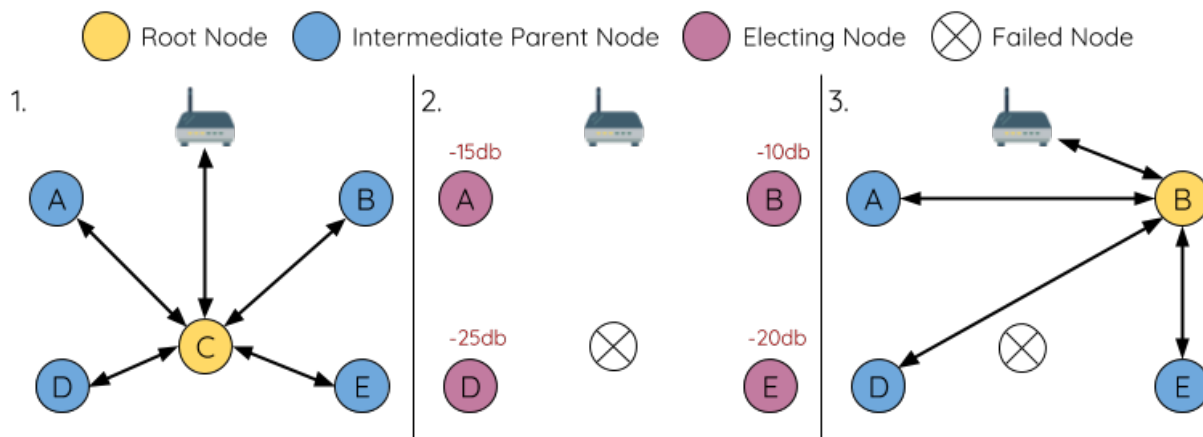 Root Node Intermediate Parent Node Electing Node Failed Node
1.
A
B
C
D
E
2.
-15db
-10db
A
B
-25db
-20db
D
E
3.
A
B
D
E